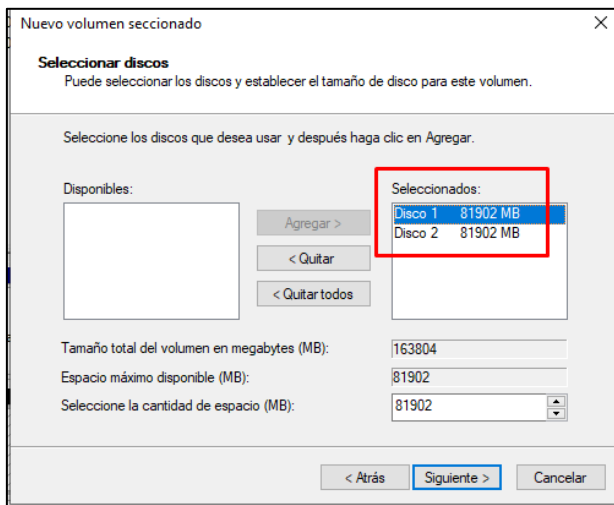 Nuevo volumen seccionado
Seleccionar discos
Puede seleccionar los discos y establecer el tamaño de disco para este volumen.
Seleccione los discos que desea usar y después haga clic en Agregar.
Disponibles:
Seleccionados:
Agregar >
Disco 1 81902 MB
Disco 2 81902 MB
< Quitar
< Quitar todos
Tamaño total del volumen en megabytes (MB): 163804
Espacio máximo disponible (MB): 81902
Seleccione la cantidad de espacio (MB): 81902
< Atrás Siguiente > Cancelar